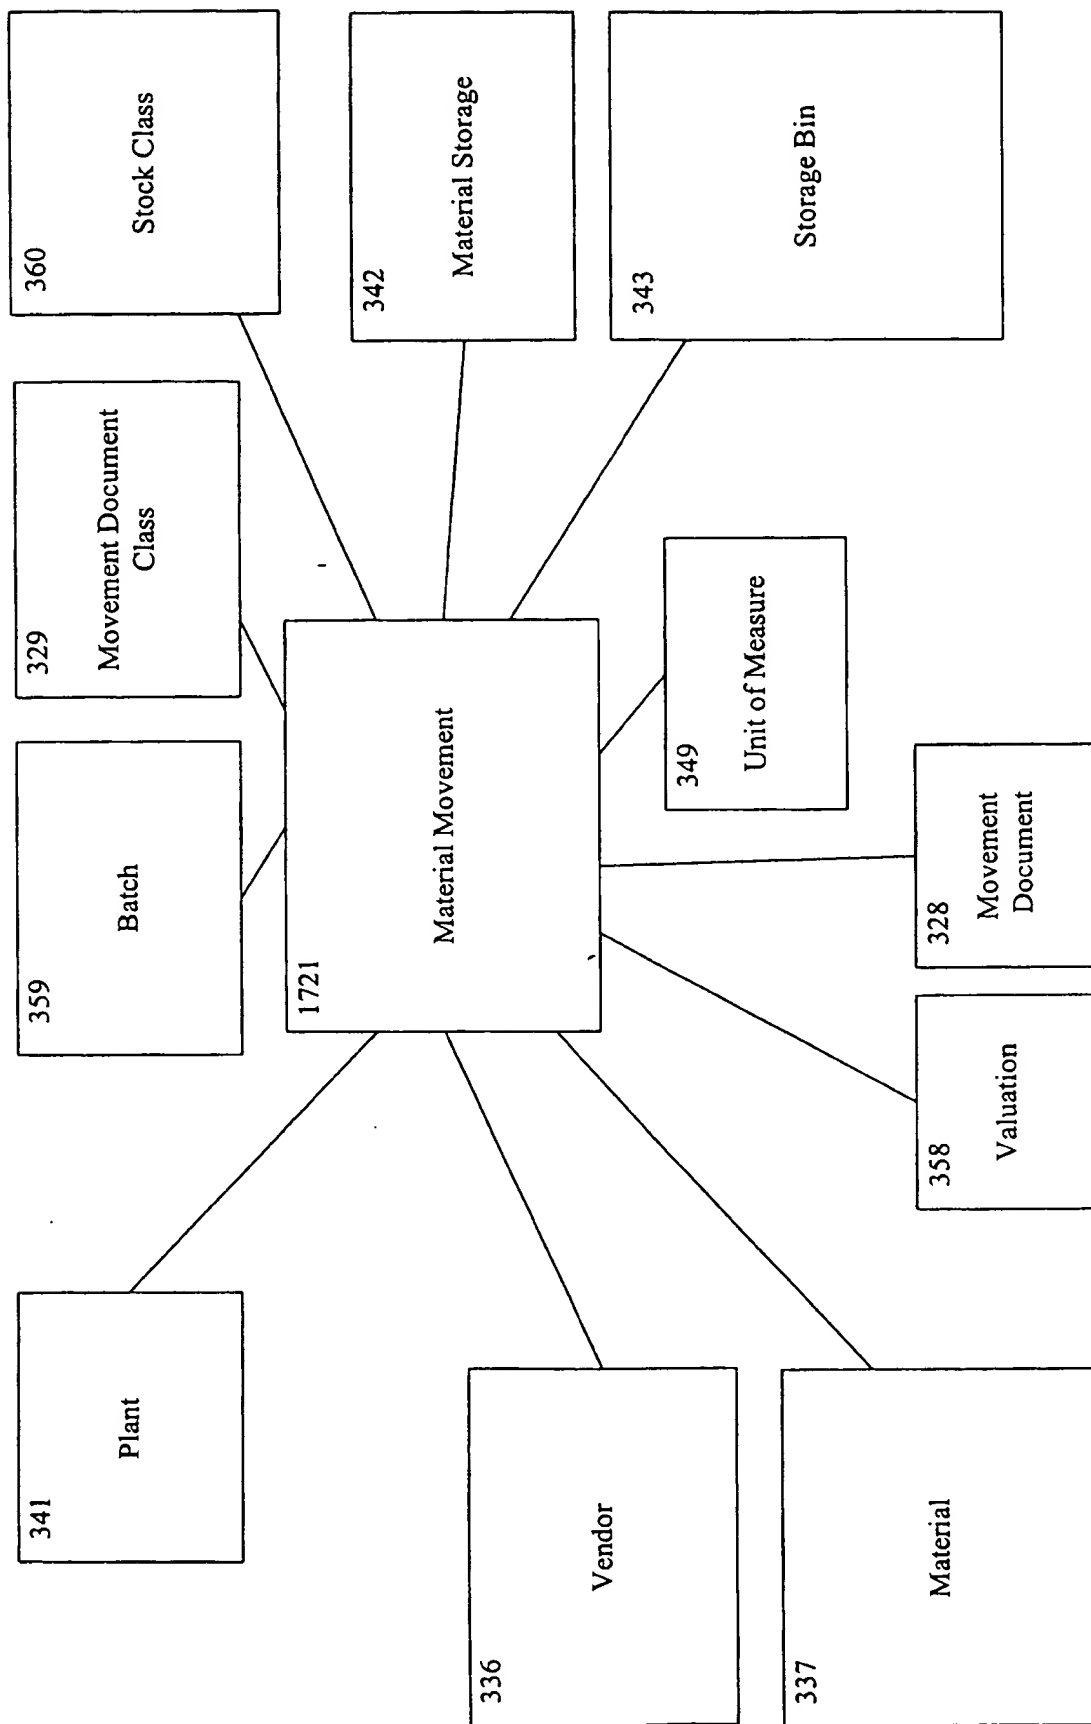 341
Plant
359
Batch
329
Movement Document
Class
360
Stock Class
336
Vendor
1721
Material Movement
342
Material Storage
337
Material
358
Valuation
328
Movement
Document
349
Unit of Measure
343
Storage Bin